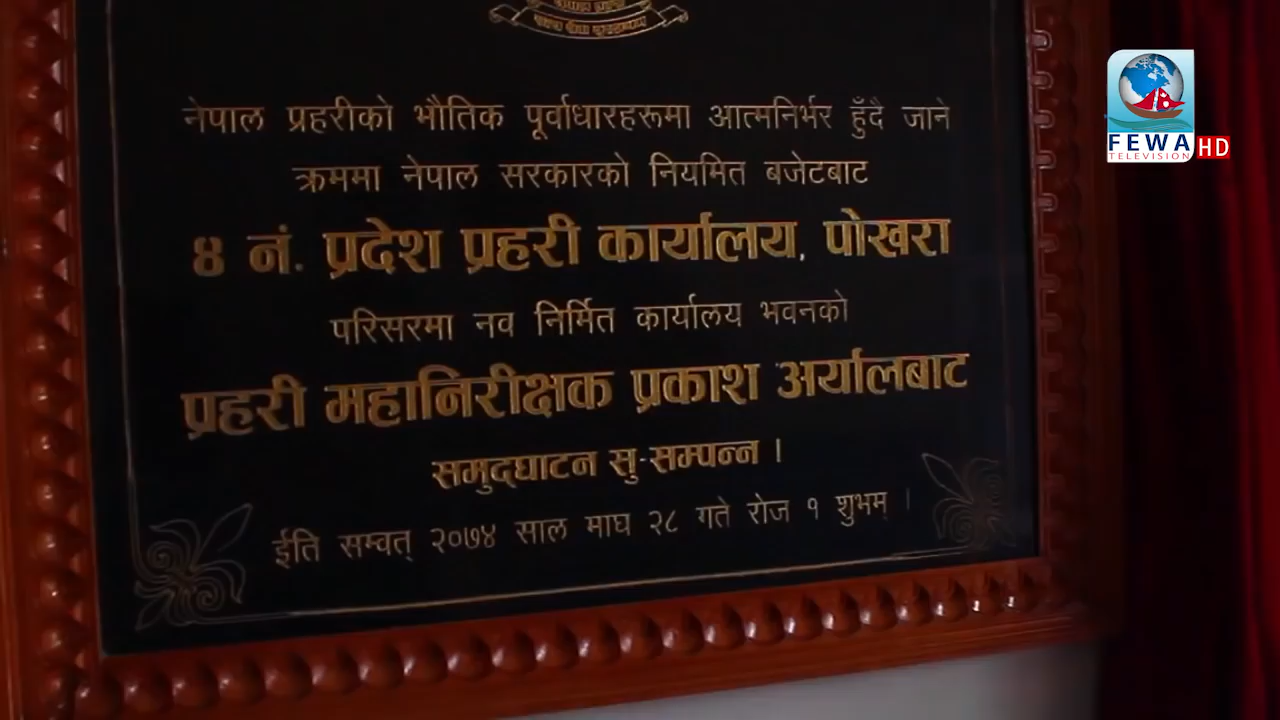 नेपाल प्रहरीको भौतिक पूर्वाधारहरूमा आत्मनिर्भर हुँदै जाने
क्रममा नेपाल सरकारको नियमित बजेटबाट
४ नं. प्रदेश प्रहरी कार्यालय, पोखरा
परिसरमा नव निर्मित कार्यालय भवनको
प्रहरी महानिरीक्षक प्रकाश अर्यालबाट
समुदघाटन सु-सम्पन्न ।
ईति सम्वत् २०७४ साल माघ २८ गते रोज १ शुभम् ।
FEWA
TELEVISION HD